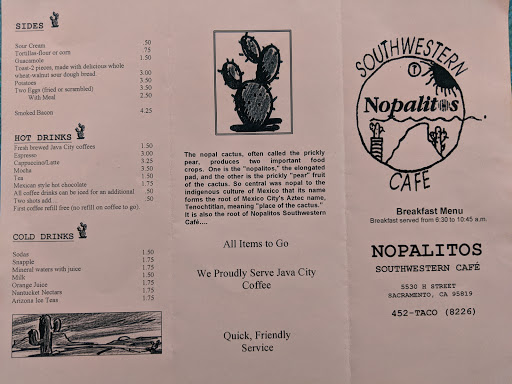 SIDES
Sour Cream .50
Tortillas-flour or corn .75
Guacamole 1.50
Toast-2 pieces, made with delicious whole
wheat-walnut sour dough bread 3.00
Potatoes 3.50
Two Eggs (fried or scrambled) 3.50
With Meal 2.50
Smoked Bacon 4.25
HOT DRINKS
Fresh brewed Java City coffees 1.50
Espresso 3.00
Cappuccino/Latte 3.25
Mocha 3.50
Tea 1.50
Mexican style hot chocolate 1.75
All coffee drinks can be iced for an additional .50
Two shots add .50
First coffee refill free (no refill on coffee to go).
COLD DRINKS
Sodas 1.50
Snapple 1.75
Mineral waters with juice 1.75
Milk 1.50
Orange Juice 1.75
Nantucket Nectars 1.75
Arizona Ice Teas 1.75
The nopal cactus, often called the prickly
pear, produces two important food
crops. One is the "nopalitos," the elongated
pad, and the other is the prickly "pear" fruit
of the cactus. So central was nopal to the
indigenous culture of Mexico that its name
forms the root of Mexico City's Aztec name,
Tenochtitlan, meaning "place of the cactus."
It is also the root of Nopalitos Southwestern
Café....
All Items to Go
We Proudly Serve Java City
Coffee
Quick, Friendly
Service
SOUTHWESTERN
Nopalitos
CAFE
Breakfast Menu
Breakfast served from 6:30 to 10:45 a.m.
NOPALITOS
SOUTHWESTERN CAFÉ
5530 H STREET
SACRAMENTO, CA 95819
452-TACO (8226)